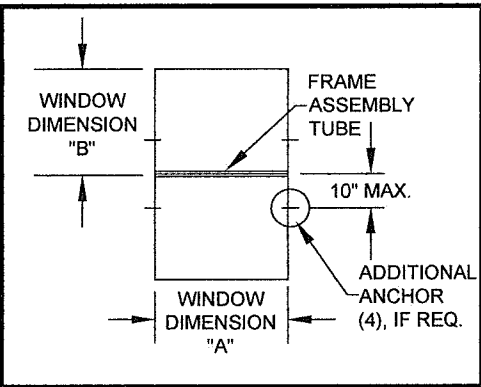 WINDOW
DIMENSION
"B"
FRAME
ASSEMBLY
TUBE
10" MAX.
ADDITIONAL
ANCHOR
(4), IF REQ.
WINDOW
DIMENSION
"A"